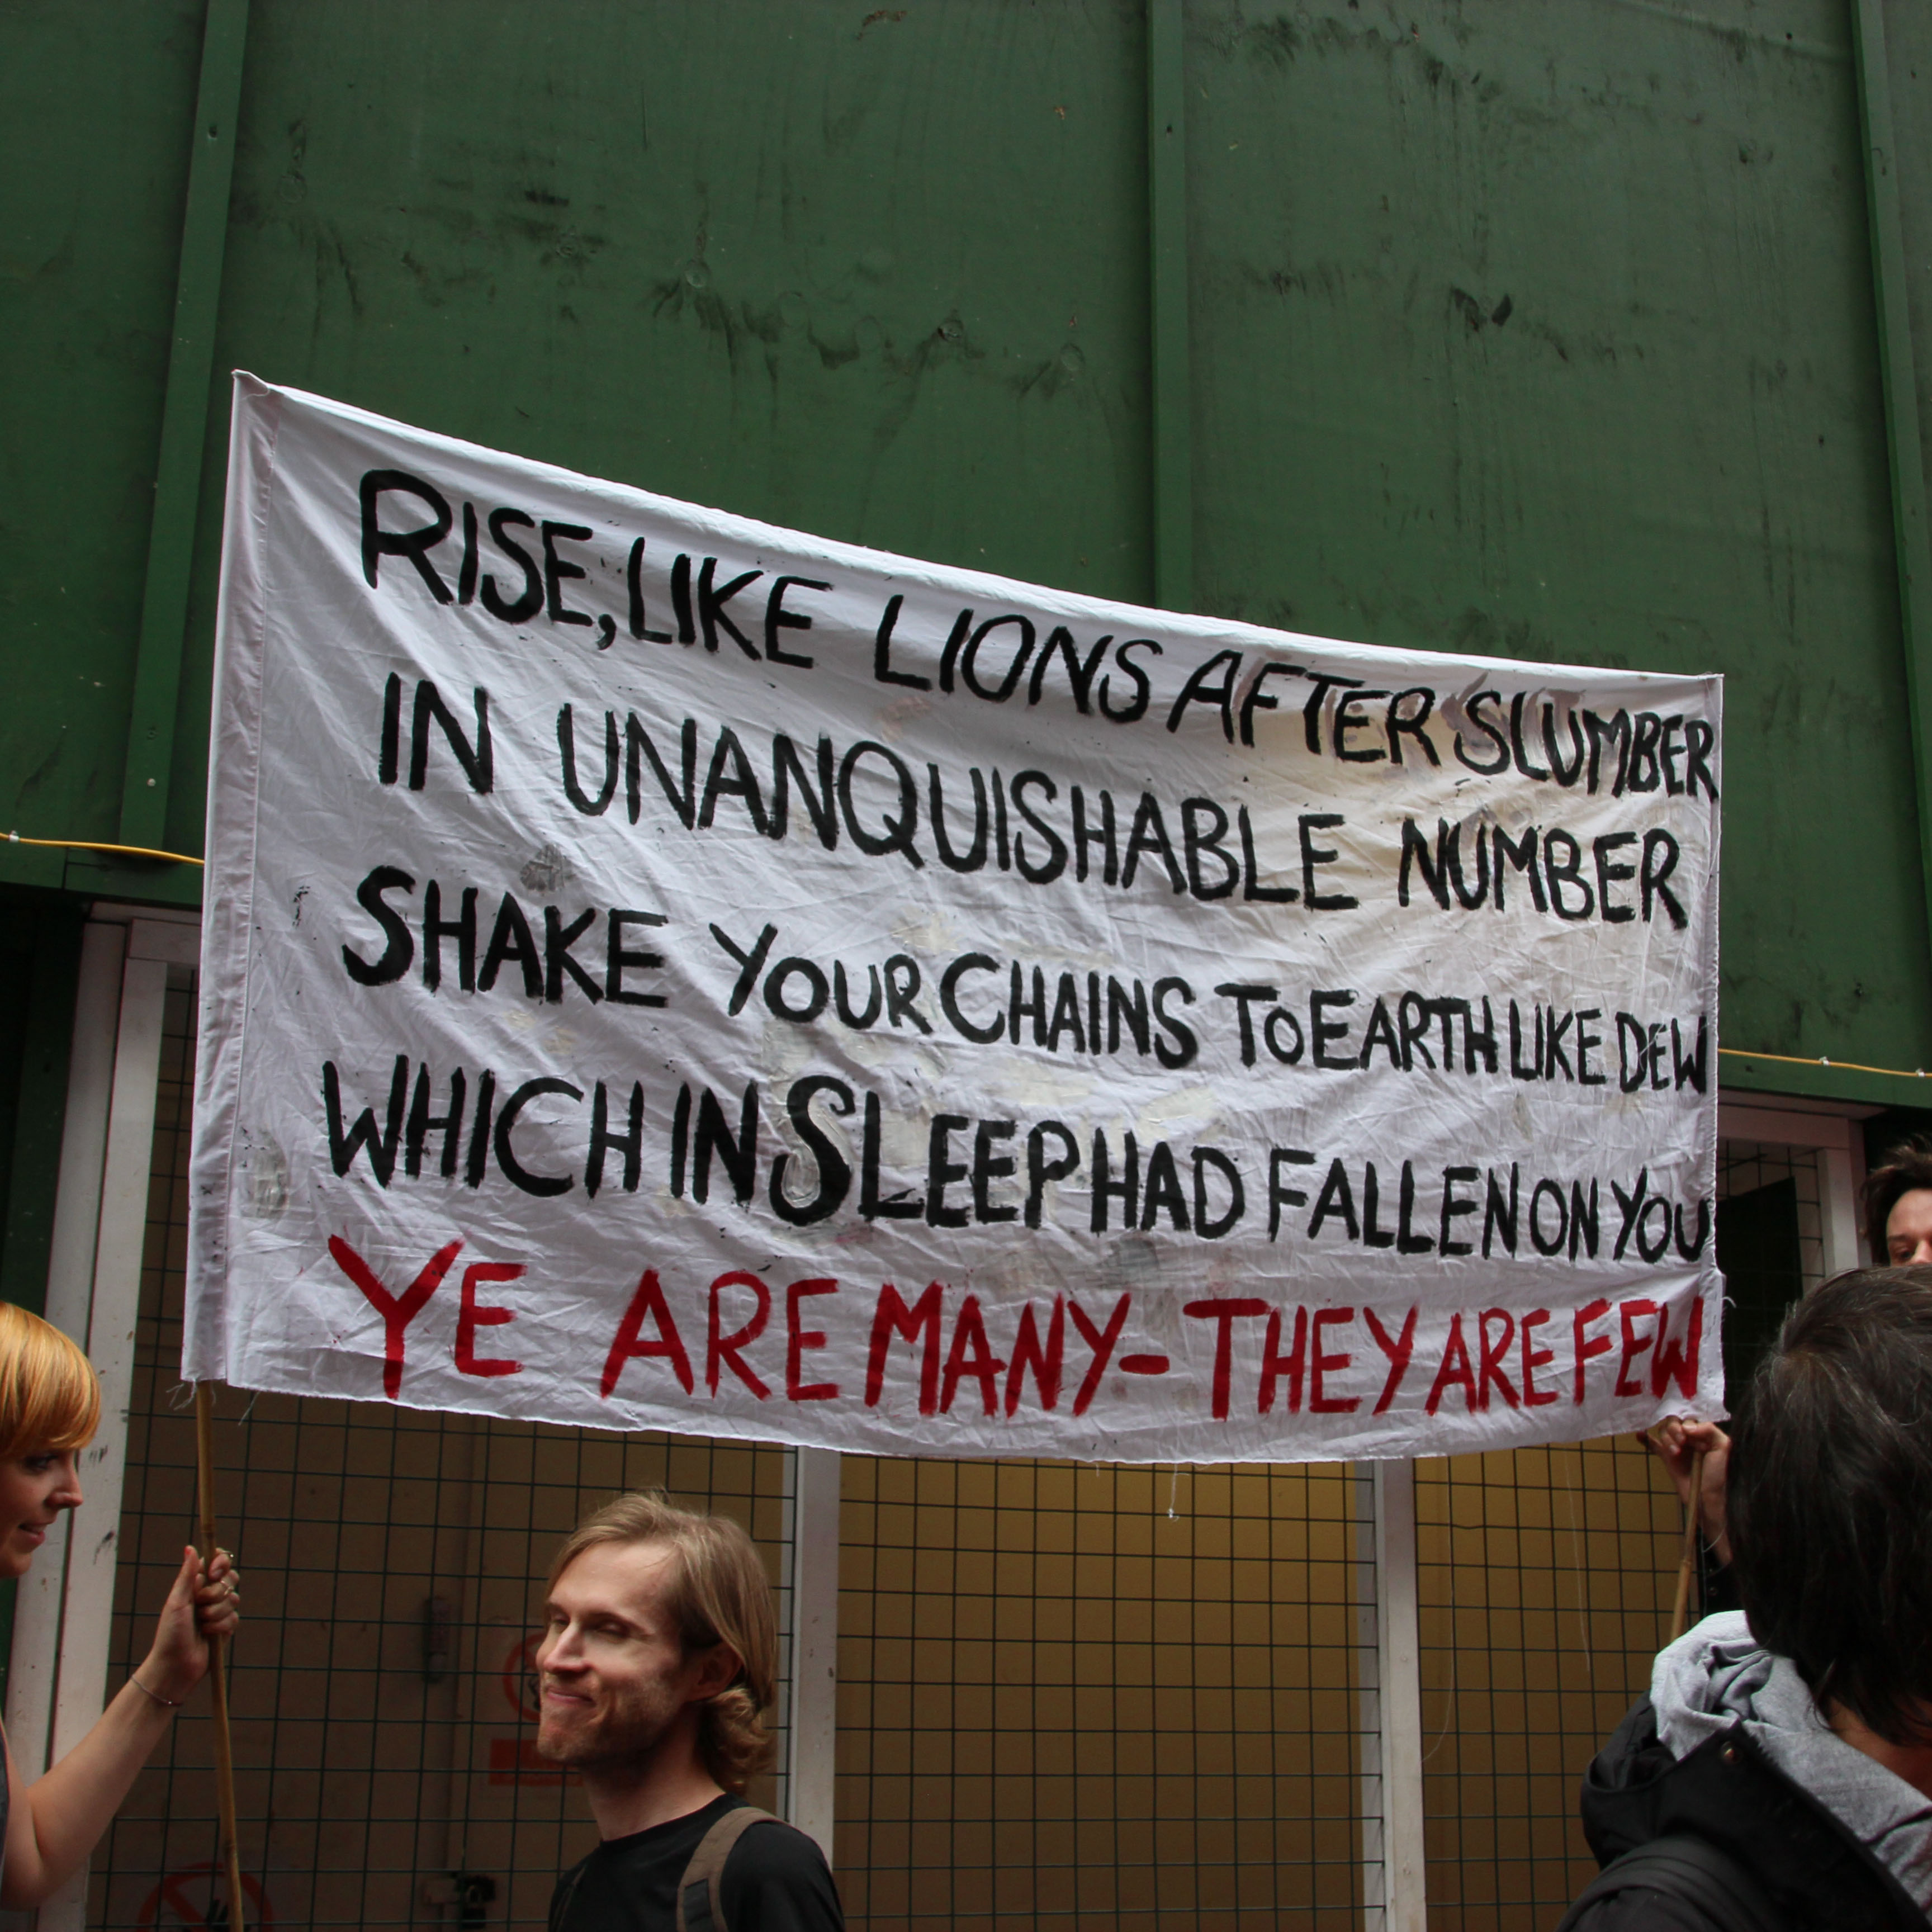 RISE, LIKE LIONS AFTER SLUMBER
IN UNANQUISHABLE NUMBER
SHAKE YOUR CHAINS TO EARTH LIKE DEW
WHICH IN SLEEP HAD FALLEN ON YOU
YE ARE MANY - THEY ARE FEW